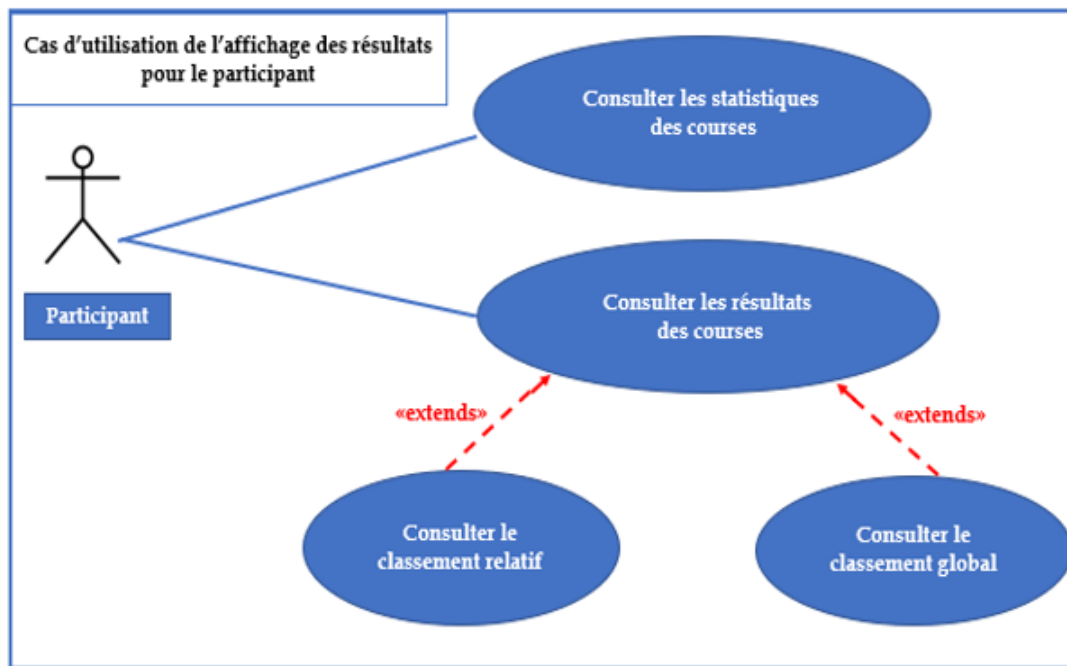 Cas d'utilisation de l'affichage des résultats
pour le participant
Consulter les statistiques
des courses
Participant
Consulter les résultats
des courses
«extends»
«extends»
Consulter le
classement relatif
Consulter le
classement global